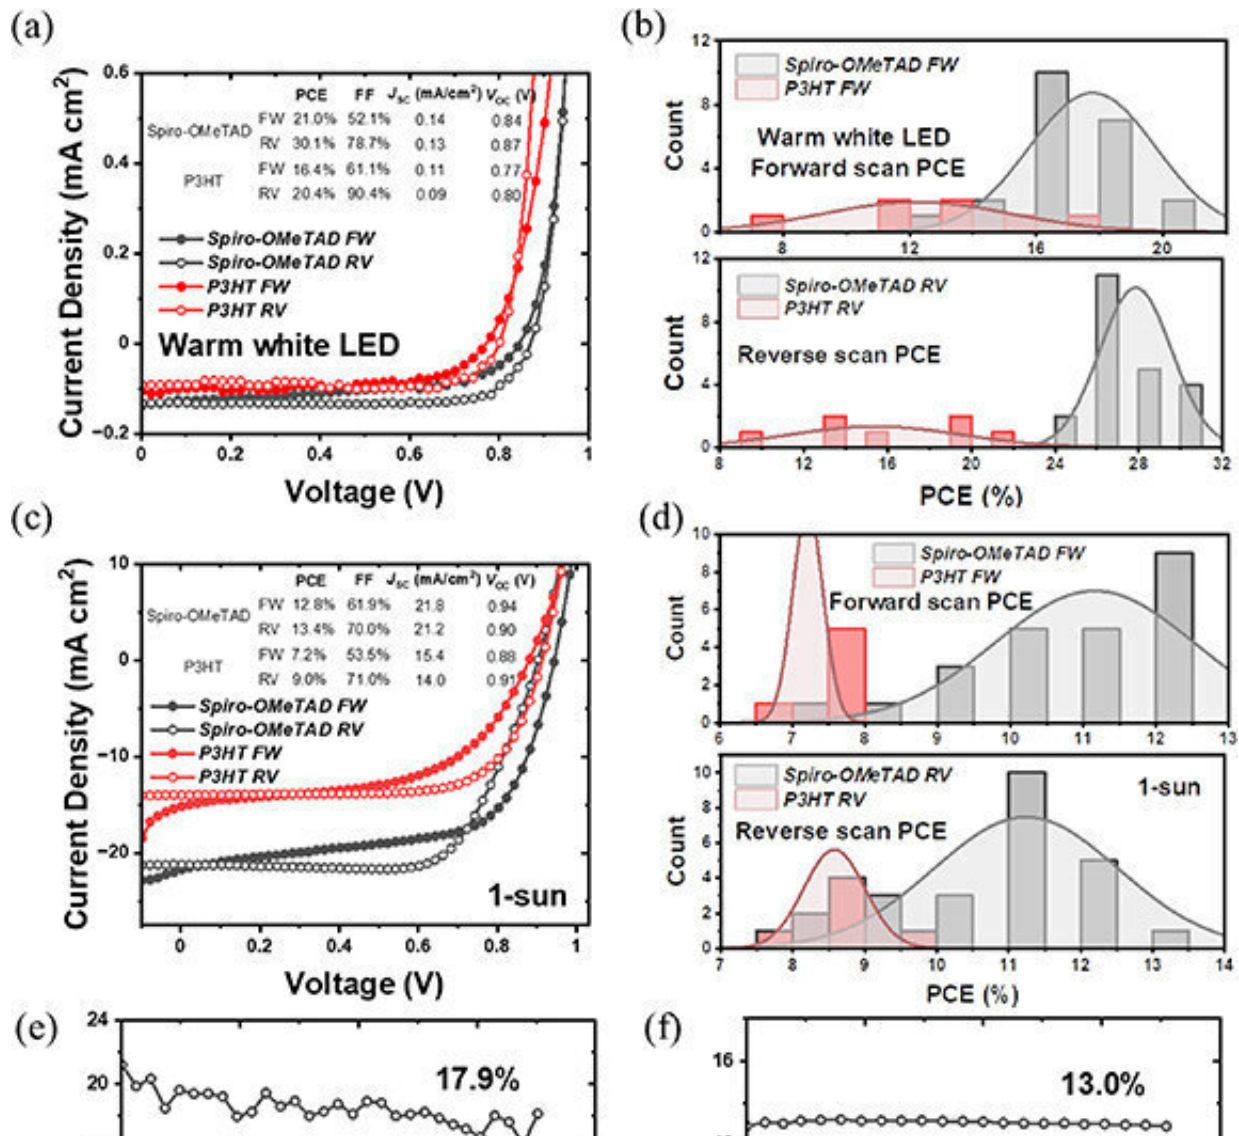 (a)
0.6
0.4
0.2
0
−0.2
Current Density (mA cm2)
PCE FF JSC (mA/cm2) VOC (V)
Spiro-OMeTAD
FW 21.0% 52.1% 0.14 0.84
RV 30.1% 78.7% 0.13 0.87
P3HT
FW 16.4% 61.1% 0.11 0.77
RV 20.4% 90.4% 0.09 0.80
Spiro-OMeTAD FW
Spiro-OMeTAD RV
P3HT FW
P3HT RV
Warm white LED
0 0.2 0.4 0.6 0.8 1
Voltage (V)
(b)
12
8
4
0
Count
Spiro-OMeTAD FW
P3HT FW
Warm white LED
Forward scan PCE
8 12 16 20
12
8
4
0
Count
Spiro-OMeTAD RV
P3HT RV
Reverse scan PCE
8 12 16 20 24 28 32
PCE (%)
(c)
10
0
−10
−20
Current Density (mA cm2)
PCE FF JSC (mA/cm2) VOC (V)
Spiro-OMeTAD
FW 12.8% 61.9% 21.8 0.94
RV 13.4% 70.0% 21.2 0.90
P3HT
FW 7.2% 53.5% 15.4 0.88
RV 9.0% 71.0% 14.0 0.91
Spiro-OMeTAD FW
Spiro-OMeTAD RV
P3HT FW
P3HT RV
1-sun
0 0.2 0.4 0.6 0.8 1
Voltage (V)
(d)
10
8
6
4
2
0
Count
Spiro-OMeTAD FW
P3HT FW
Forward scan PCE
6 7 8 9 10 11 12 13
10
8
6
4
2
0
Count
Spiro-OMeTAD RV
P3HT RV
1-sun
Reverse scan PCE
7 8 9 10 11 12 13 14
PCE (%)
(e)
24
20
17.9%
(f)
16
13.0%